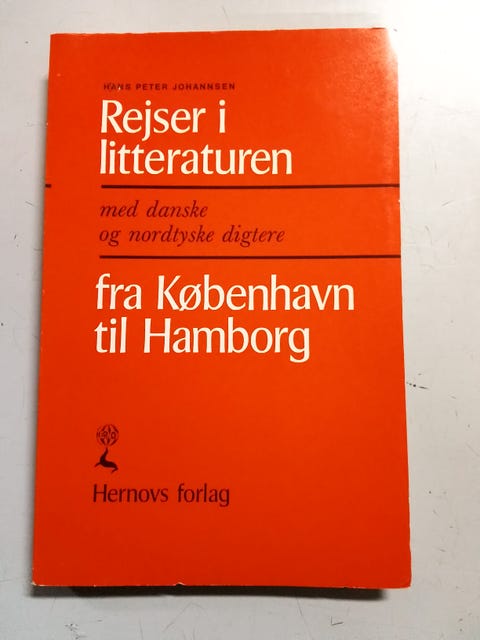 HANS PETER JOHANNSEN
Rejser i
litteraturen
med danske
og nordtyske digtere
fra København
til Hamborg
Hernovs forlag